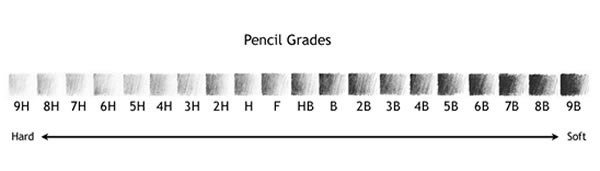 Pencil Grades
9H 8H 7H 6H 5H 4H 3H 2H H F HB B 2B 3B 4B 5B 6B 7B 8B 9B
Hard Soft